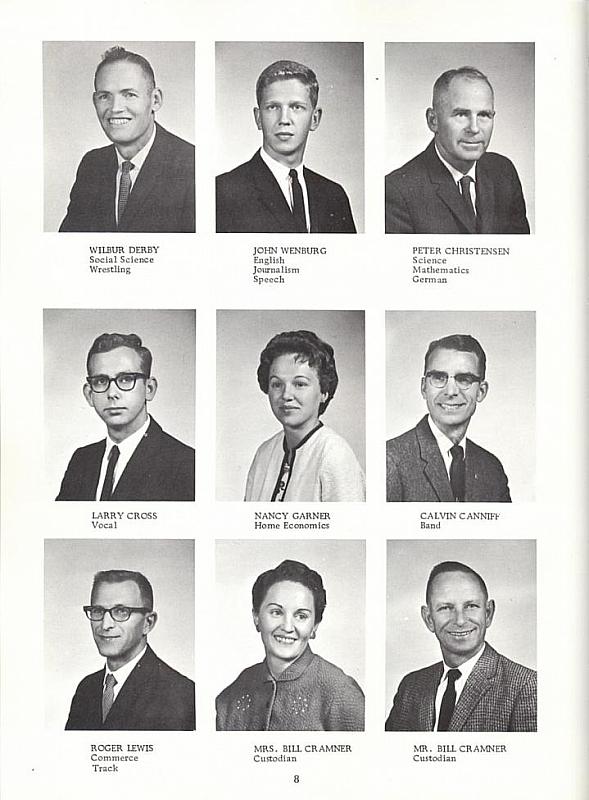 WILBUR DERBY
Social Science
Wrestling
JOHN WENBURG
English
Journalism
Speech
PETER CHRISTENSEN
Science
Mathematics
German
LARRY CROSS
Vocal
NANCY GARNER
Home Economics
CALVIN CANNIFF
Band
ROGER LEWIS
Commerce
Track
MRS. BILL CRAMNER
Custodian
MR. BILL CRAMNER
Custodian
8